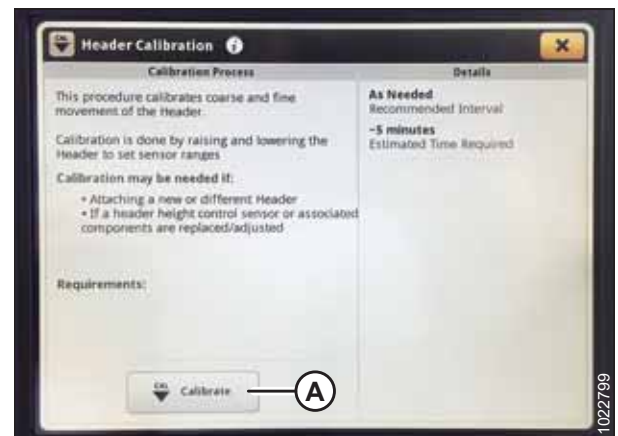 CAL
Header Calibration i
×
Calibration Process
Details
This procedure calibrates coarse and fine
movement of the Header.
Calibration is done by raising and lowering the
Header to set sensor ranges
Calibration may be needed if:
• Attaching a new or different Header
• If a header height control sensor or associated
components are replaced/adjusted
Requirements:
As Needed
Recommended Interval
~5 minutes
Estimated Time Required
CAL Calibrate
A
1022799